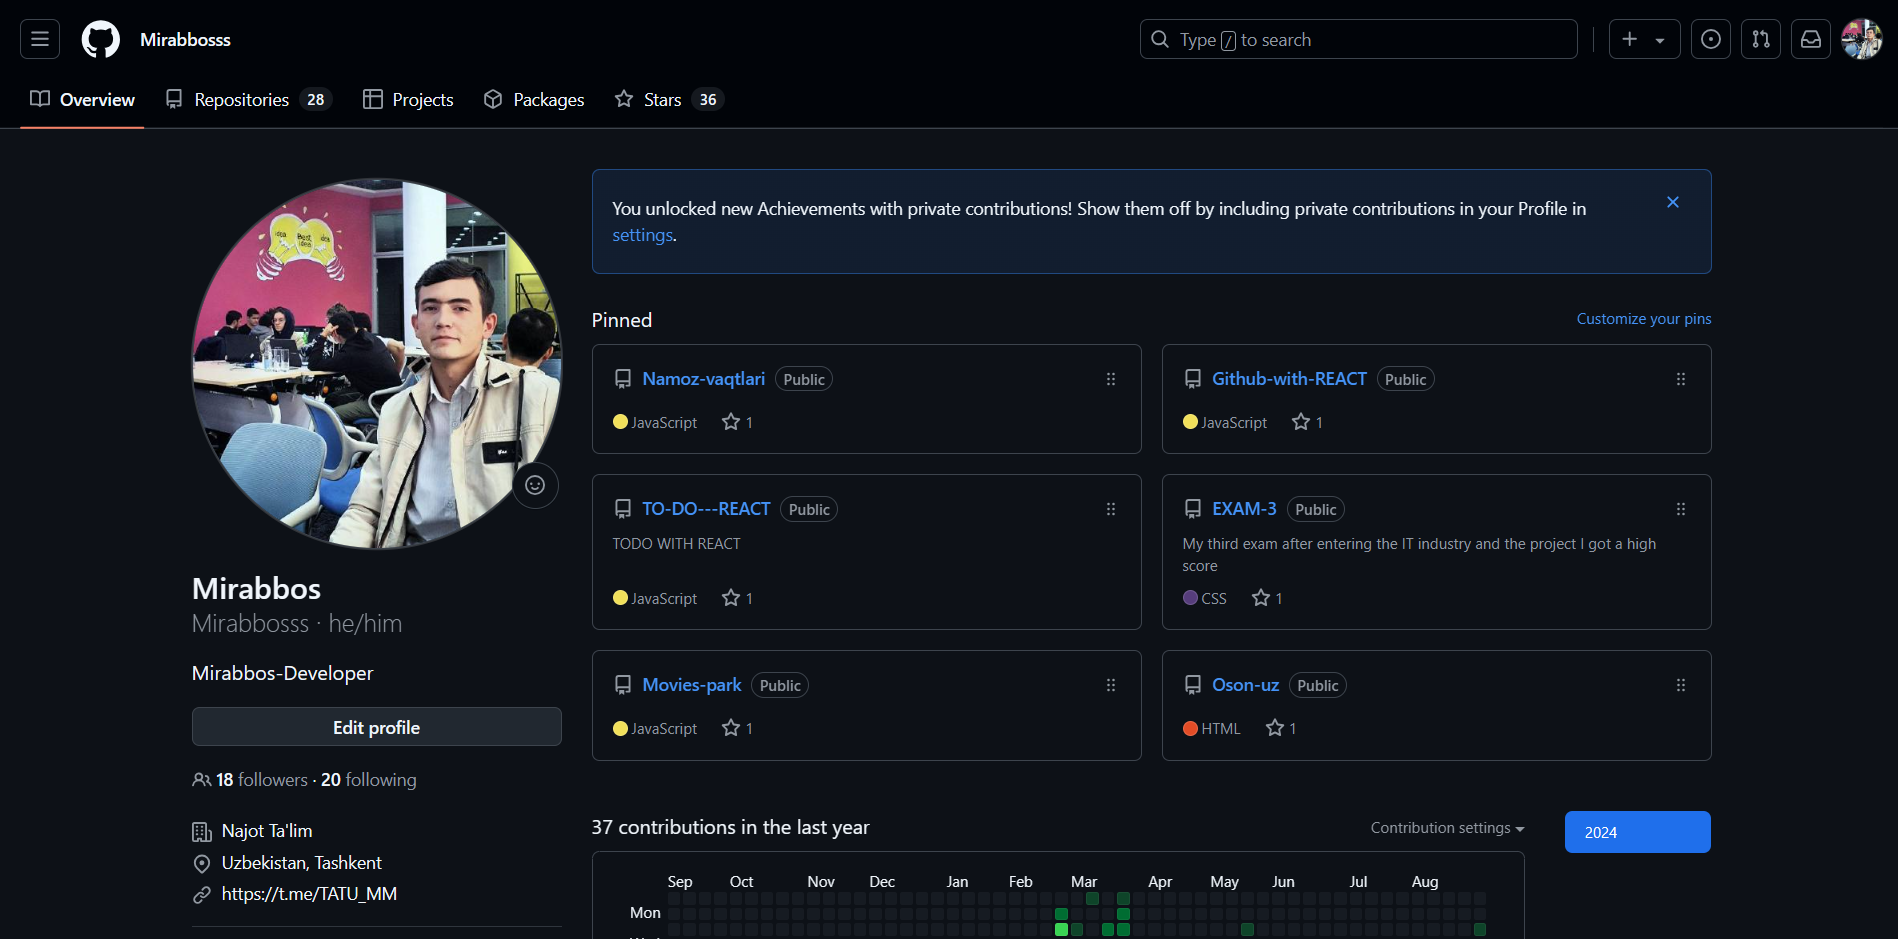 Mirabbosss
Type / to search
Overview
Repositories 28
Projects
Packages
Stars 36
You unlocked new Achievements with private contributions! Show them off by including private contributions in your Profile in
settings.
idea Best idea idea
Mirabbos
Mirabbosss · he/him
Mirabbos-Developer
Edit profile
18 followers · 20 following
Najot Ta'lim
Uzbekistan, Tashkent
https://t.me/TATU_MM
Pinned
Customize your pins
Namoz-vaqtlari Public
JavaScript 1
Github-with-REACT Public
JavaScript 1
TO-DO---REACT Public
TODO WITH REACT
JavaScript 1
EXAM-3 Public
My third exam after entering the IT industry and the project I got a high
score
CSS 1
Movies-park Public
JavaScript 1
Oson-uz Public
HTML 1
37 contributions in the last year
Contribution settings
2024
Sep Oct Nov Dec Jan Feb Mar Apr May Jun Jul Aug
Mon